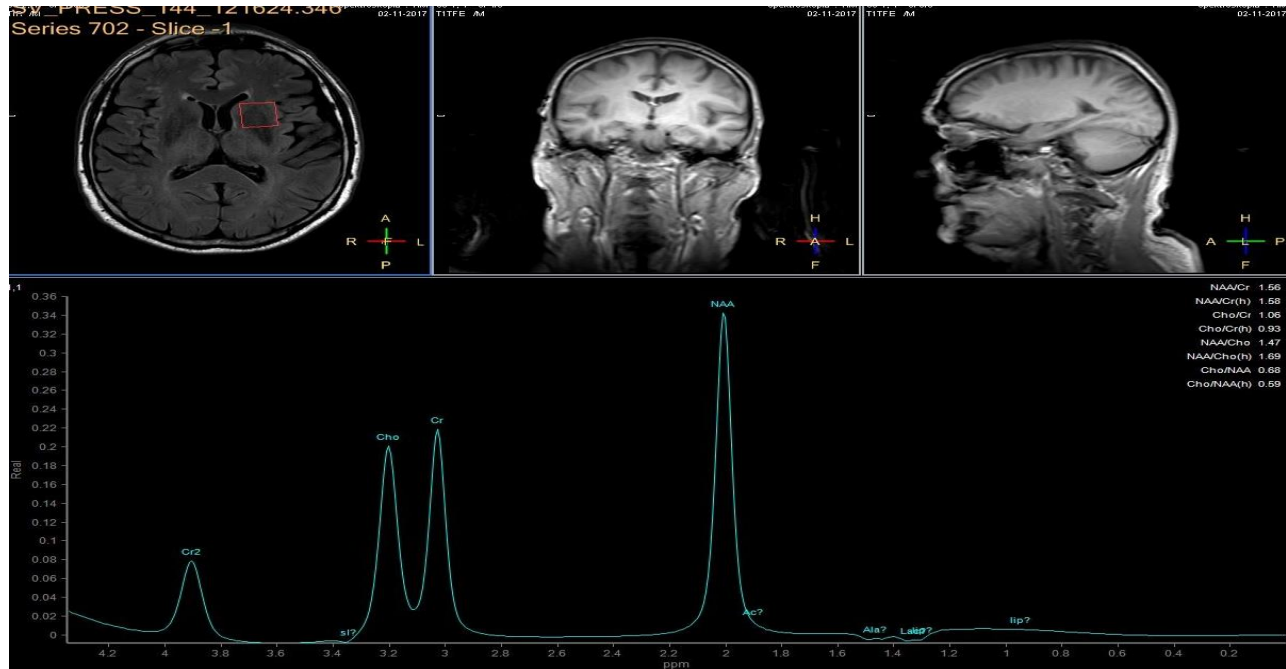 SV_PRESS_144_121624.346
Series 702 - Slice -1
02-11-2017
A
R F L
P
T1TFE /M
02-11-2017
H
R A L
F
T1TFE /M
02-11-2017
H
A L P
F
NAA/Cr 1.56
NAA/Cr(h) 1.58
Cho/Cr 1.06
Cho/Cr(h) 0.93
NAA/Cho 1.47
NAA/Cho(h) 1.69
Cho/NAA 0.68
Cho/NAA(h) 0.59
0.36
0.34
0.32
0.3
0.28
0.26
0.24
0.22
0.2
0.18
0.16
0.14
0.12
0.1
0.08
0.06
0.04
0.02
0
Real
Cr2
sI?
Cho
Cr
NAA
Ac?
Ala?
lip?
4.2
4
3.8
3.6
3.4
3.2
3
2.8
2.6
2.4
2.2
2
1.8
1.6
1.4
1.2
1
0.8
0.6
0.4
0.2
ppm